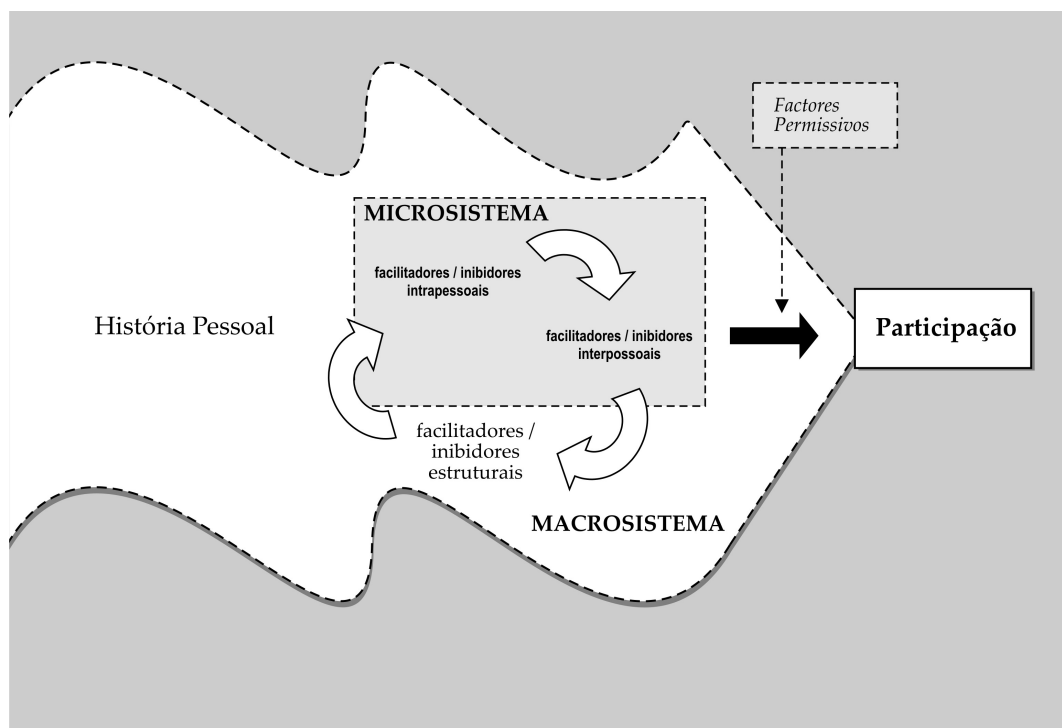 Factores
Permissivos
MICROSISTEMA
facilitadores / inibidores
intrapessoais
História Pessoal
facilitadores / inibidores
interpossoais
Participação
facilitadores /
inibidores
estruturais
MACROSISTEMA